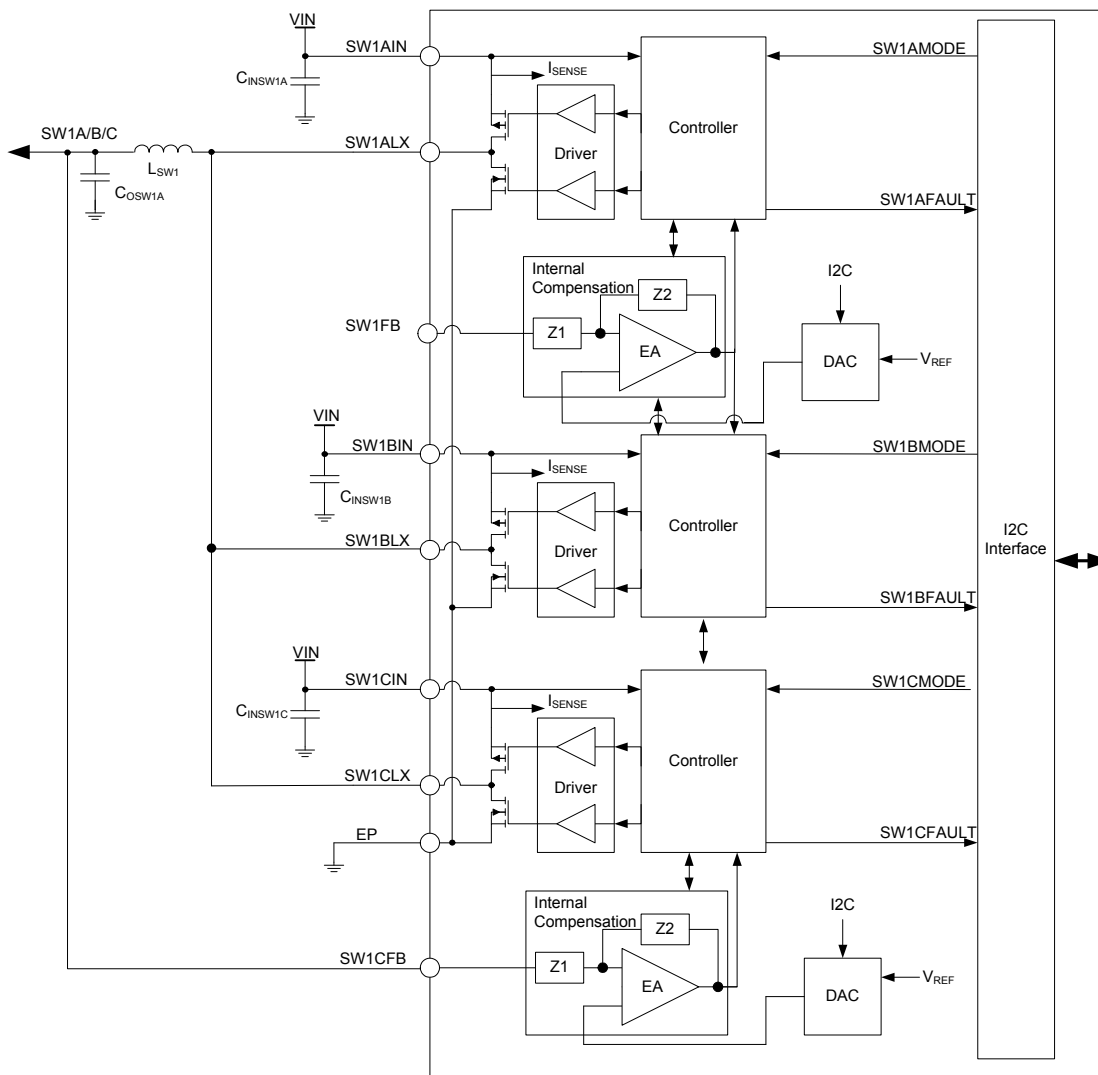 VIN
SW1AIN
CINSW1A
ISENSE
Controller
SW1AMODE
SW1A/B/C
LSW1
COSW1A
SW1ALX
Driver
SW1AFAULT
Internal
Compensation
Z2
Z1
EA
SW1FB
I2C
DAC
VREF
VIN
SW1BIN
CINSW1B
ISENSE
Controller
SW1BMODE
SW1BLX
Driver
SW1BFAULT
I2C
Interface
VIN
SW1CIN
CINSW1C
ISENSE
Controller
SW1CMODE
SW1CLX
Driver
EP
SW1CFAULT
Internal
Compensation
Z2
Z1
EA
SW1CFB
I2C
DAC
VREF